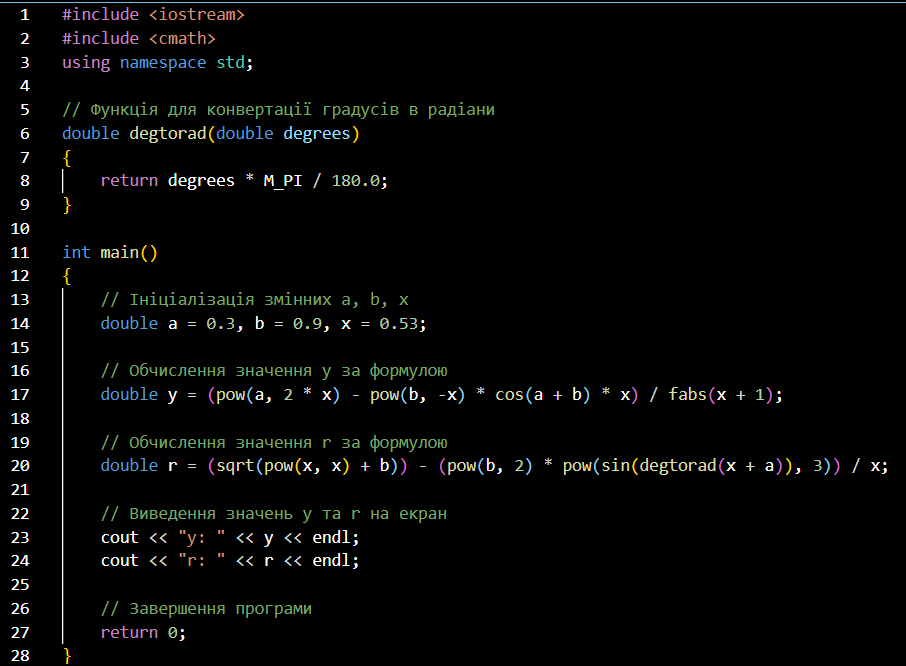 1 #include <iostream>
2 #include <cmath>
3 using namespace std;
4
5 // Функція для конвертації градусів в радіани
6 double degtorad(double degrees)
7 {
8     return degrees * M_PI / 180.0;
9 }
10
11 int main()
12 {
13     // Ініціалізація змінних a, b, x
14     double a = 0.3, b = 0.9, x = 0.53;
15
16     // Обчислення значення y за формулою
17     double y = (pow(a, 2 * x) - pow(b, -x) * cos(a + b) * x) / fabs(x + 1);
18
19     // Обчислення значення r за формулою
20     double r = (sqrt(pow(x, x) + b)) - (pow(b, 2) * pow(sin(degtorad(x + a)), 3)) / x;
21
22     // Виведення значень y та r на екран
23     cout << "y: " << y << endl;
24     cout << "r: " << r << endl;
25
26     // Завершення програми
27     return 0;
28 }